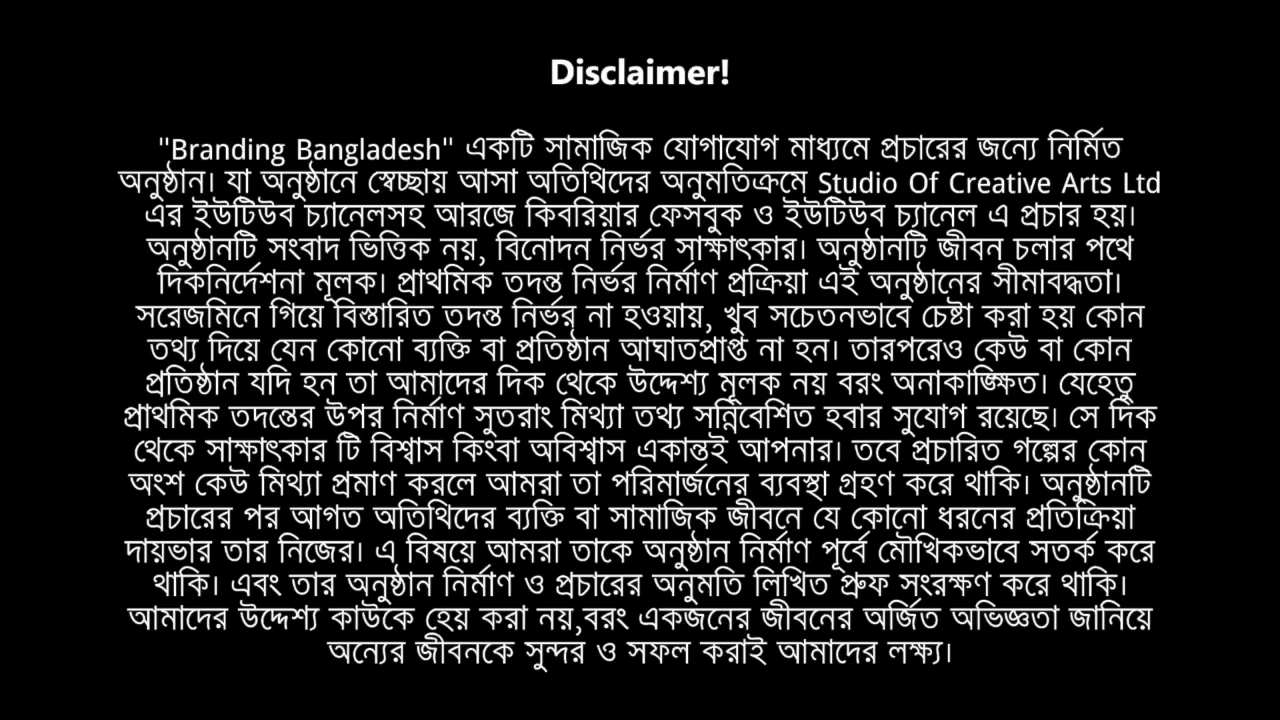 Disclaimer!
"Branding Bangladesh" একটি সামাজিক যোগাযোগ মাধ্যমে প্রচারের জন্যে নির্মিত
অনুষ্ঠান। যা অনুষ্ঠানে স্বেচ্ছায় আসা অতিথিদের অনুমতিক্রমে Studio Of Creative Arts Ltd
এর ইউটিউব চ্যানেলসহ আরজে কিবরিয়ার ফেসবুক ও ইউটিউব চ্যানেল এ প্রচার হয়।
অনুষ্ঠানটি সংবাদ ভিত্তিক নয়, বিনোদন নির্ভর সাক্ষাৎকার। অনুষ্ঠানটি জীবন চলার পথে
দিকনির্দেশনা মূলক। প্রাথমিক তদন্ত নির্ভর নির্মাণ প্রক্রিয়া এই অনুষ্ঠানের সীমাবদ্ধতা।
সরেজমিনে গিয়ে বিস্তারিত তদন্ত নির্ভর না হওয়ায়, খুব সচেতনভাবে চেষ্টা করা হয় কোন
তথ্য দিয়ে যেন কোনো ব্যক্তি বা প্রতিষ্ঠান আঘাতপ্রাপ্ত না হন। তারপরেও কেউ বা কোন
প্রতিষ্ঠান যদি হন তা আমাদের দিক থেকে উদ্দেশ্য মূলক নয় বরং অনাকাঙ্ক্ষিত। যেহেতু
প্রাথমিক তদন্তের উপর নির্মাণ সুতরাং মিথ্যা তথ্য সন্নিবেশিত হবার সুযোগ রয়েছে। সে দিক
থেকে সাক্ষাৎকার টি বিশ্বাস কিংবা অবিশ্বাস একান্তই আপনার। তবে প্রচারিত গল্পের কোন
অংশ কেউ মিথ্যা প্রমাণ করলে আমরা তা পরিমার্জনের ব্যবস্থা গ্রহণ করে থাকি। অনুষ্ঠানটি
প্রচারের পর আগত অতিথিদের ব্যক্তি বা সামাজিক জীবনে যে কোনো ধরনের প্রতিক্রিয়া
দায়ভার তার নিজের। এ বিষয়ে আমরা তাকে অনুষ্ঠান নির্মাণ পূর্বে মৌখিকভাবে সতর্ক করে
থাকি। এবং তার অনুষ্ঠান নির্মাণ ও প্রচারের অনুমতি লিখিত প্রুফ সংরক্ষণ করে থাকি।
আমাদের উদ্দেশ্য কাউকে হেয় করা নয়,বরং একজনের জীবনের অর্জিত অভিজ্ঞতা জানিয়ে
অন্যের জীবনকে সুন্দর ও সফল করাই আমাদের লক্ষ্য।